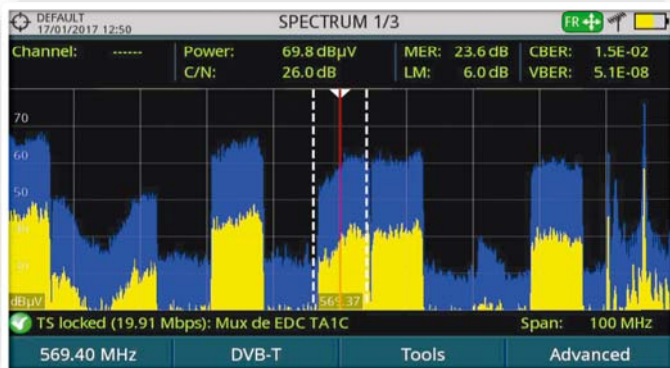 DEFAULT
17/01/2017 12:50
SPECTRUM 1/3
FR
Channel: ------ Power: 69.8 dBµV MER: 23.6 dB CBER: 1.5E-02
C/N: 26.0 dB LM: 6.0 dB VBER: 5.1E-08
70
60
50
dBµV
569.37
TS locked (19.91 Mbps): Mux de EDC TA1C Span: 100 MHz
569.40 MHz DVB-T Tools Advanced